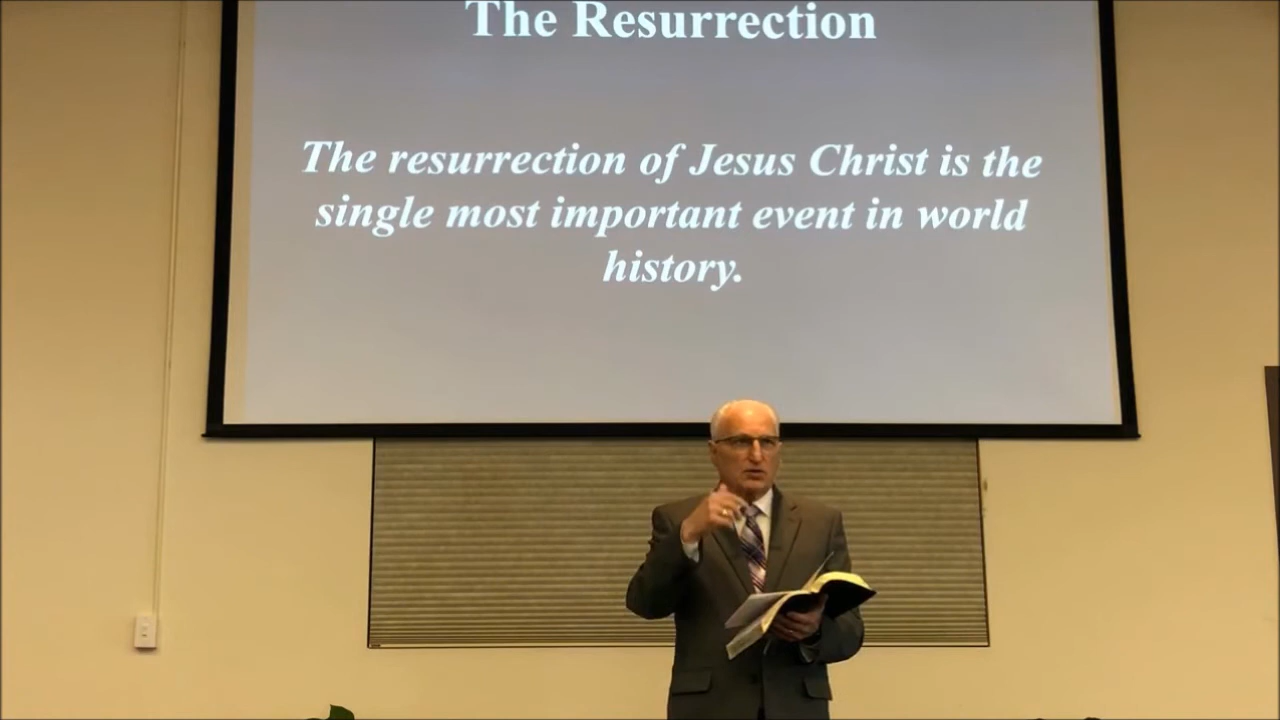 The Resurrection
The resurrection of Jesus Christ is the
single most important event in world
history.